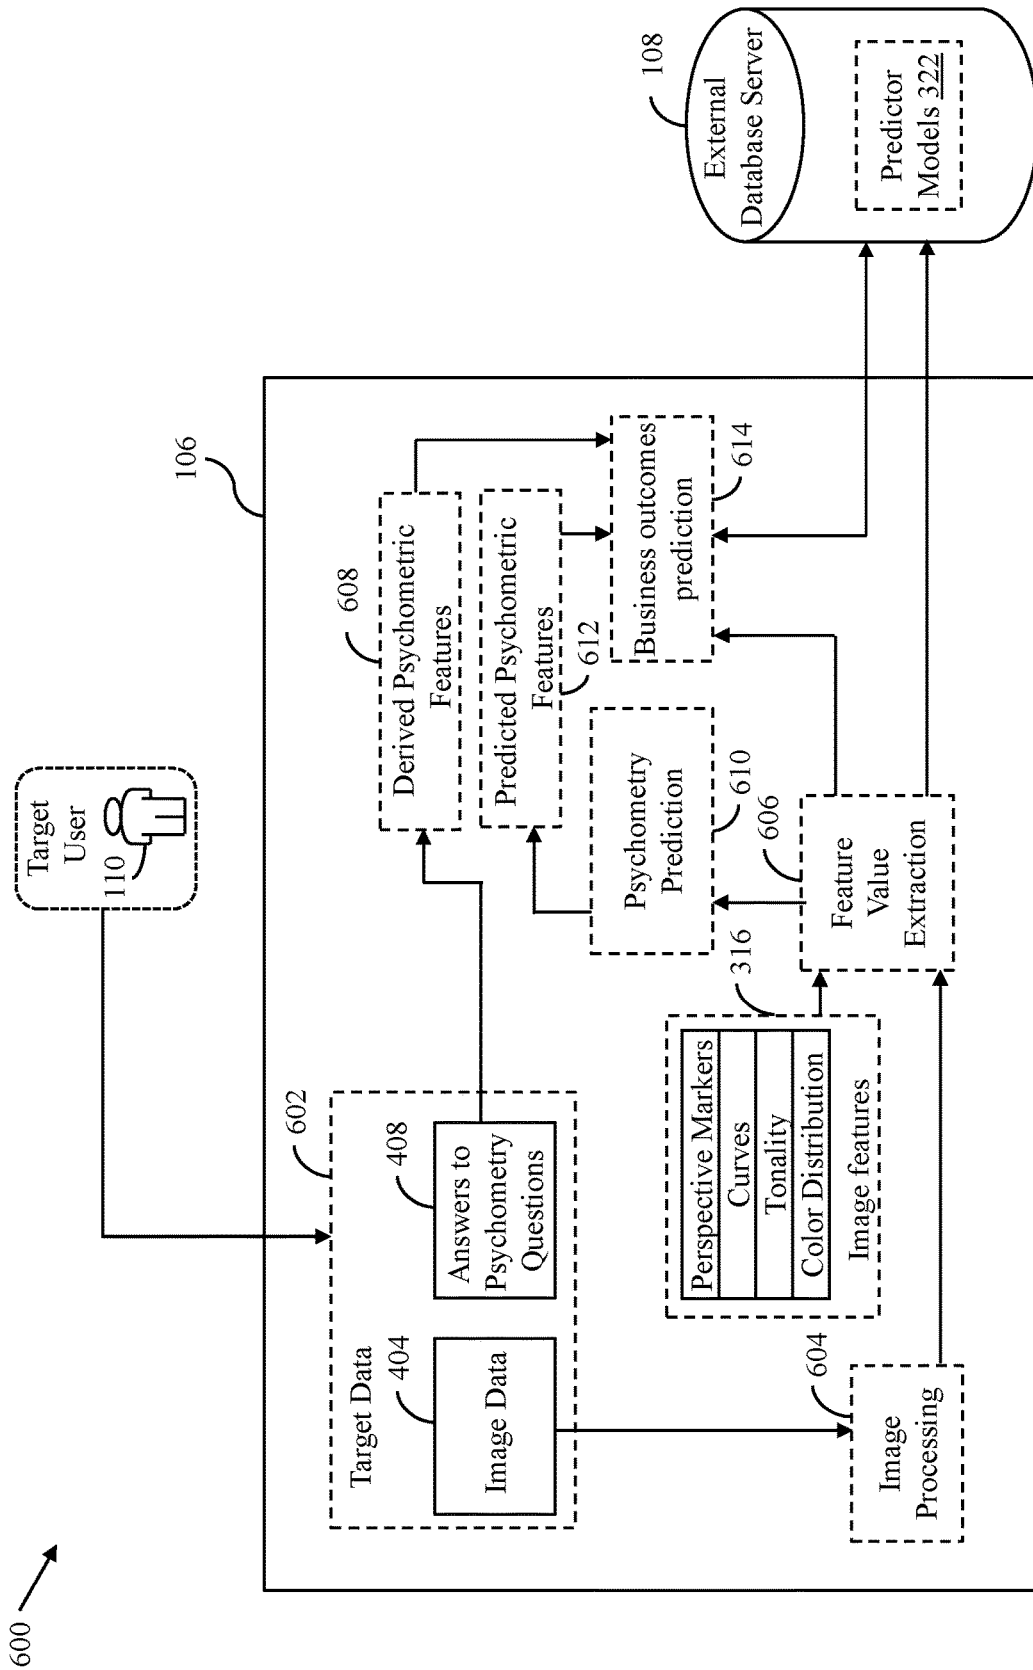 600
Target
User
110
106
602
Target Data
404
Image Data
408
Answers to
Psychometry
Questions
608
Derived Psychometric
Features
Predicted Psychometric
Features
612
Business outcomes
prediction
614
Psychometry
Prediction
610
316
Perspective Markers
Curves
Tonality
Color Distribution
Image features
606
Feature
Value
Extraction
604
Image
Processing
108
External
Database Server
Predictor
Models 322